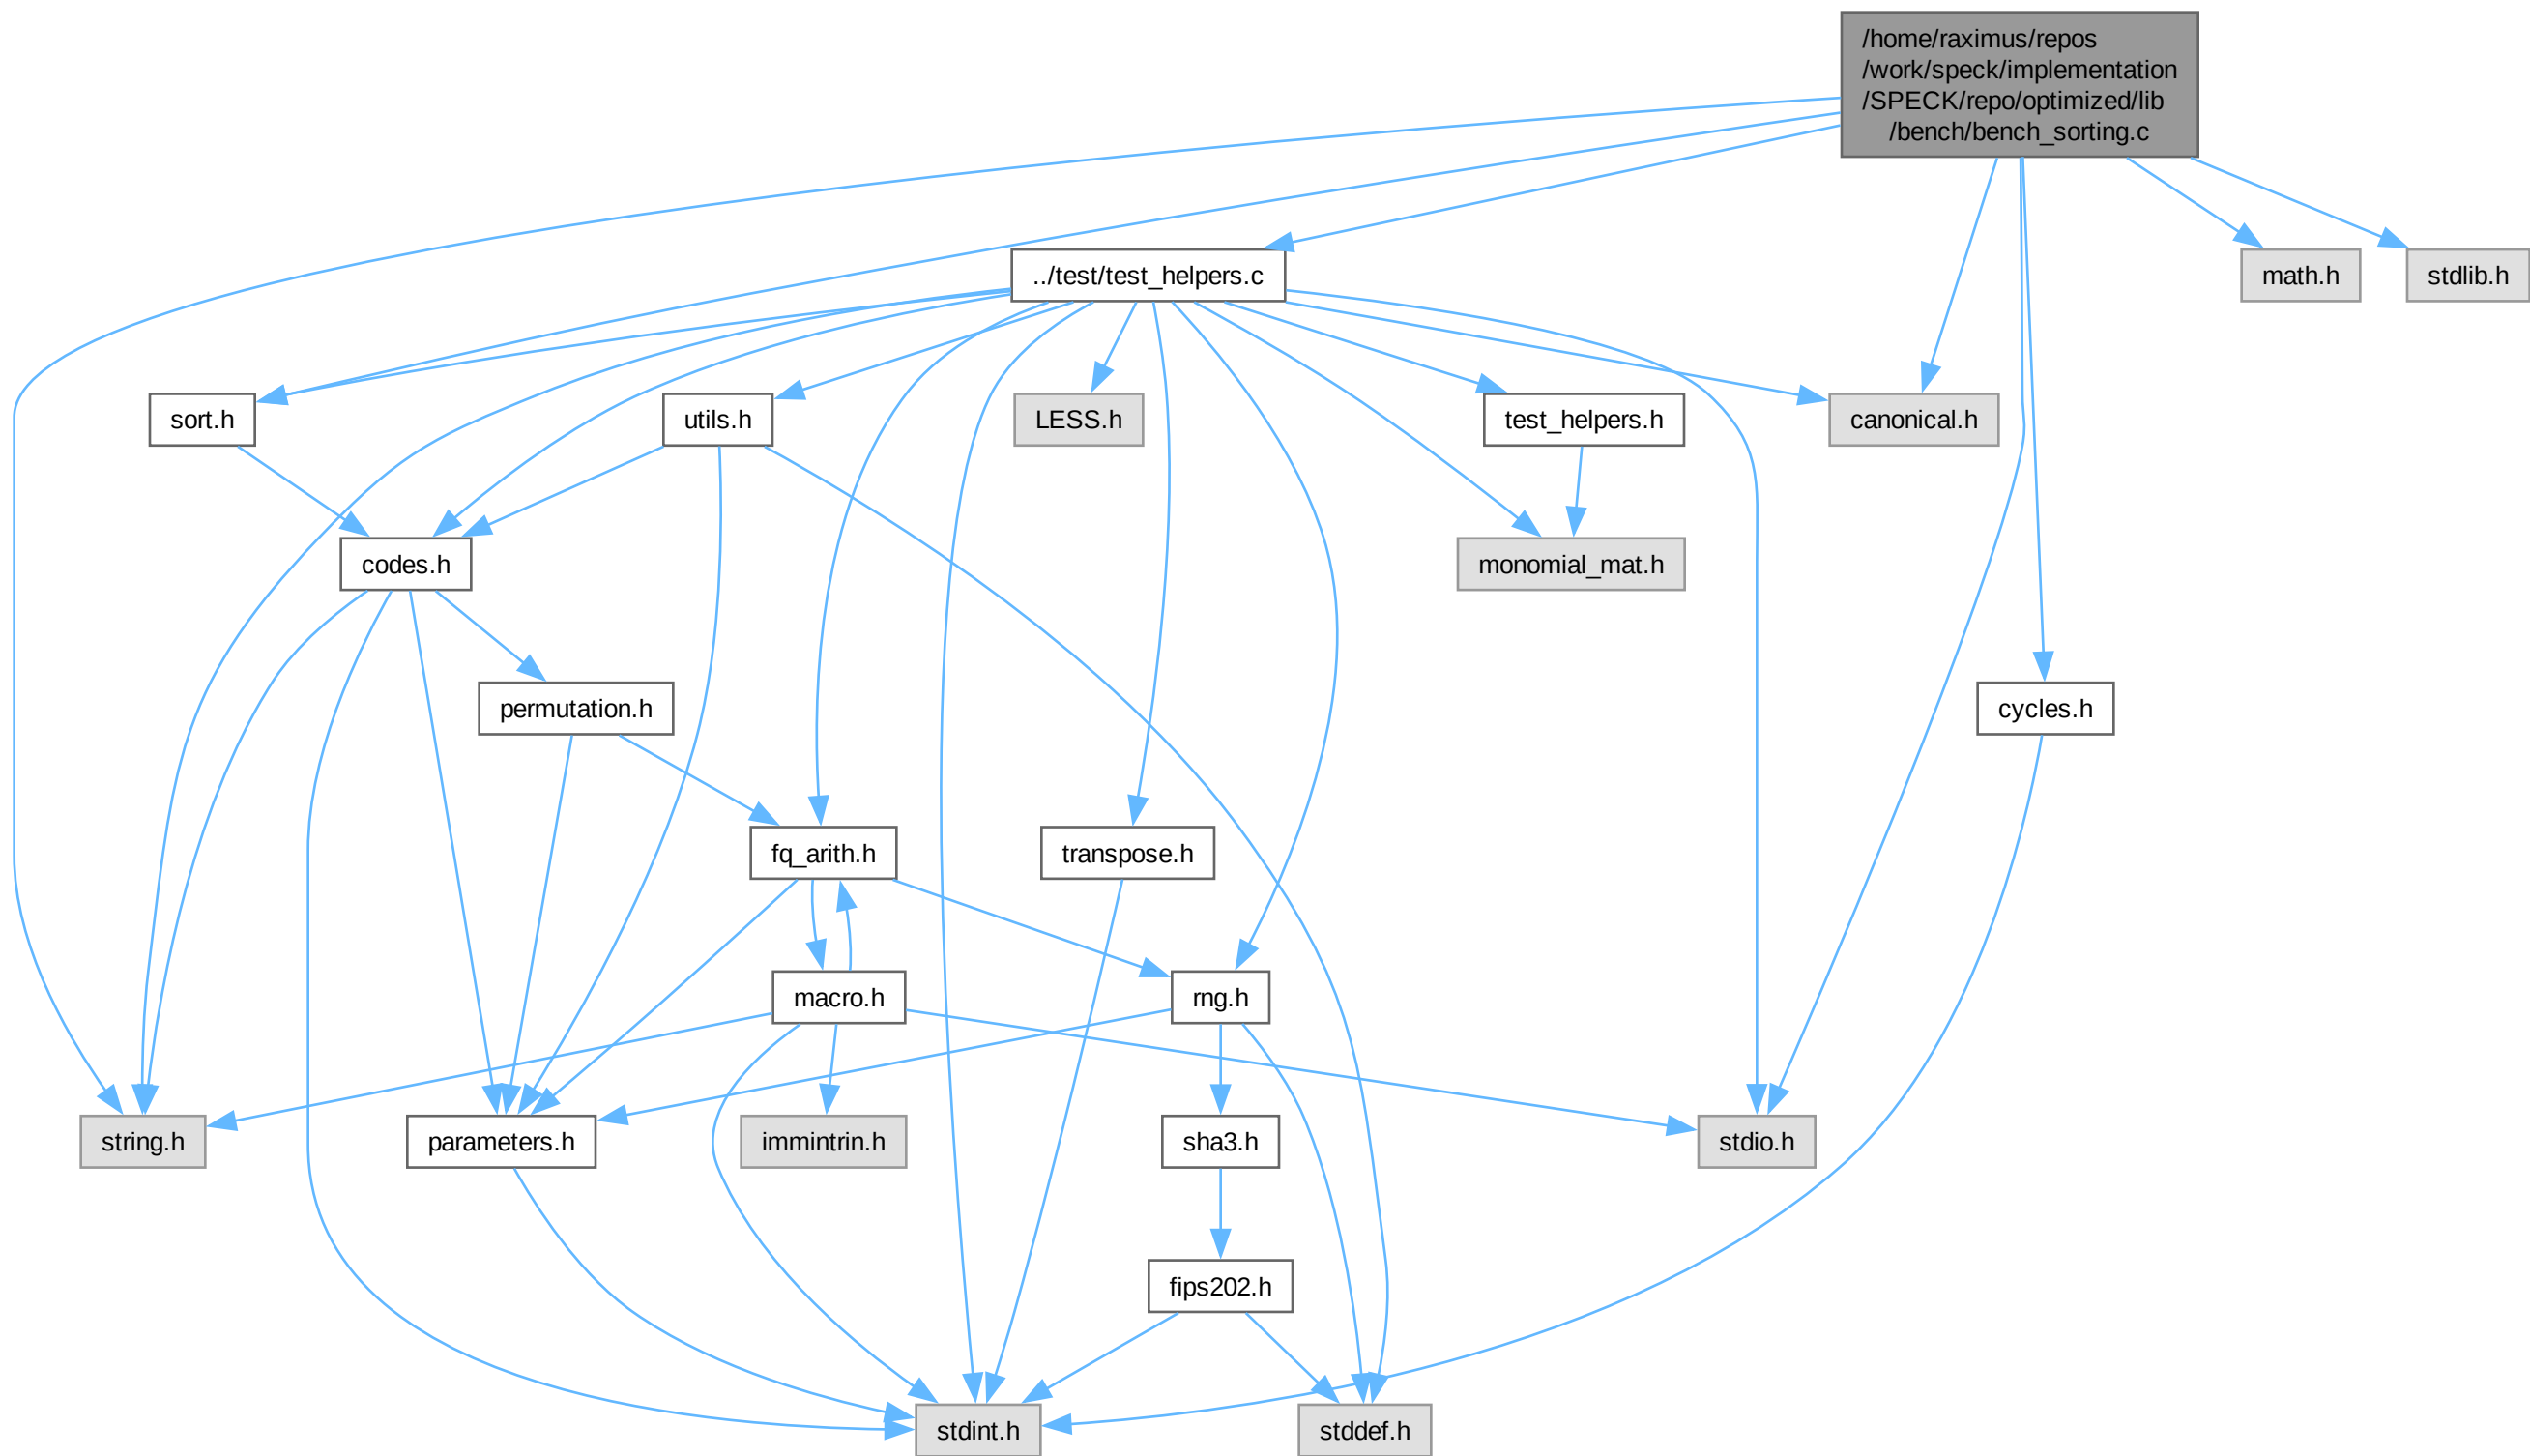 /home/raximus/repos
/work/speck/implementation
/SPECK/repo/optimized/lib
/bench/bench_sorting.c
../test/test_helpers.c
math.h
stdlib.h
sort.h
utils.h
LESS.h
test_helpers.h
canonical.h
codes.h
monomial_mat.h
permutation.h
cycles.h
fq_arith.h
transpose.h
macro.h
rng.h
string.h
parameters.h
immintrin.h
sha3.h
stdio.h
fips202.h
stdint.h
stddef.h